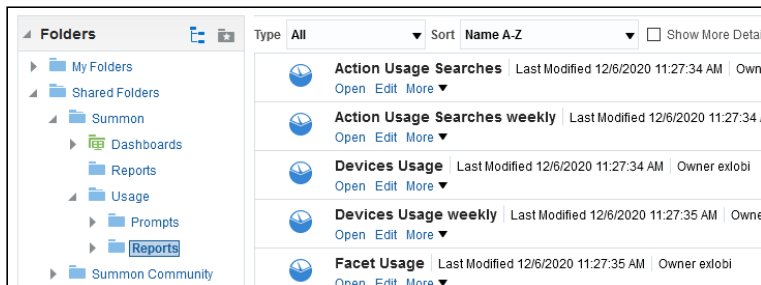 Folders
My Folders
Shared Folders
Summon
Dashboards
Reports
Usage
Prompts
Reports
Summon Community
Type All Sort Name A-Z Show More Detai
Action Usage Searches Last Modified 12/6/2020 11:27:34 AM Own
Open Edit More
Action Usage Searches weekly Last Modified 12/6/2020 11:27:34
Open Edit More
Devices Usage Last Modified 12/6/2020 11:27:34 AM Owner exlobi
Open Edit More
Devices Usage weekly Last Modified 12/6/2020 11:27:35 AM Owne
Open Edit More
Facet Usage Last Modified 12/6/2020 11:27:35 AM Owner exlobi
Open Edit More